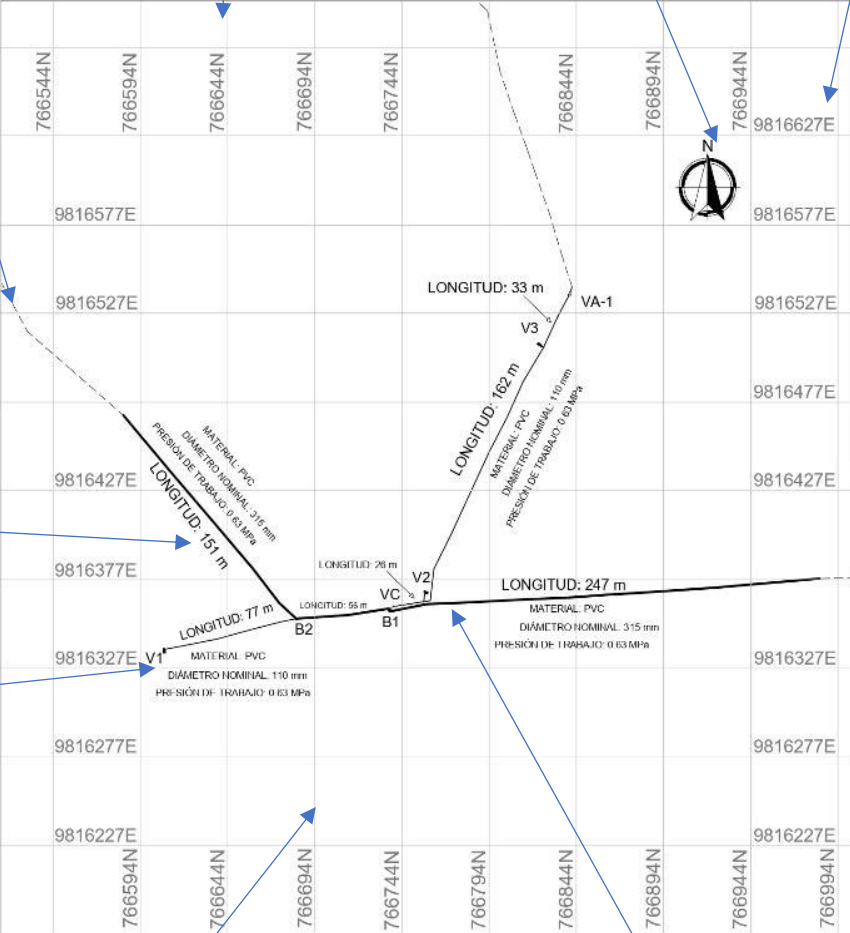 766544N
766594N
766644N
766694N
766744N
766844N
766894N
766944N
9816627E
N
9816577E
9816577E
LONGITUD: 33 m
VA-1
9816527E
9816527E
V3
LONGITUD: 162 m
MATERIAL: PVC
DIÁMETRO NOMINAL: 110 mm
PRESIÓN DE TRABAJO: 0.63 MPa
9816477E
MATERIAL: PVC
DIÁMETRO NOMINAL: 315 mm
PRESIÓN DE TRABAJO: 0.63 MPa
LONGITUD: 151 m
9816427E
9816427E
LONGITUD: 26 m
9816377E
9816377E
V2
VC
LONGITUD: 247 m
LONGITUD: 77 m
LONGITUD: 56 m
B1
B2
MATERIAL: PVC
DIÁMETRO NOMINAL: 315 mm
PRESIÓN DE TRABAJO: 0.63 MPa
V1
MATERIAL: PVC
DIÁMETRO NOMINAL: 110 mm
PRESIÓN DE TRABAJO: 0.63 MPa
9816327E
9816327E
9816277E
9816277E
9816227E
9816227E
766594N
766644N
766694N
766744N
766794N
766844N
766894N
766944N
766994N